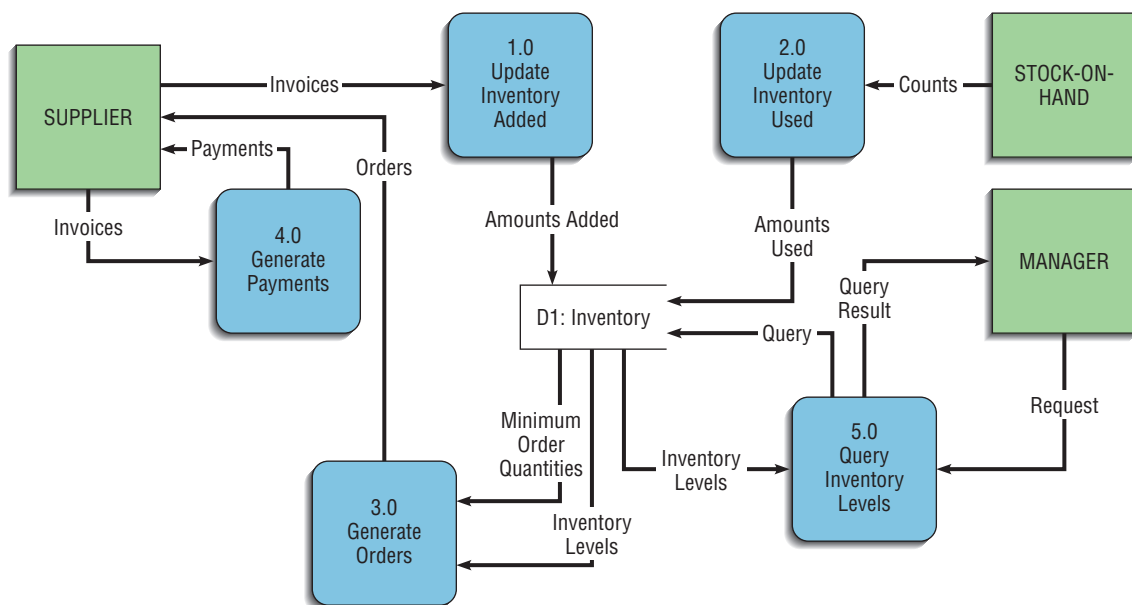 1.0
Update
Inventory
Added
2.0
Update
Inventory
Used
STOCK-ON-
HAND
SUPPLIER
Invoices
Counts
Payments
Orders
Invoices
4.0
Generate
Payments
Amounts Added
Amounts
Used
MANAGER
Query
Result
D1: Inventory
Query
Request
Minimum
Order
Quantities
Inventory
Levels
5.0
Query
Inventory
Levels
3.0
Generate
Orders
Inventory
Levels